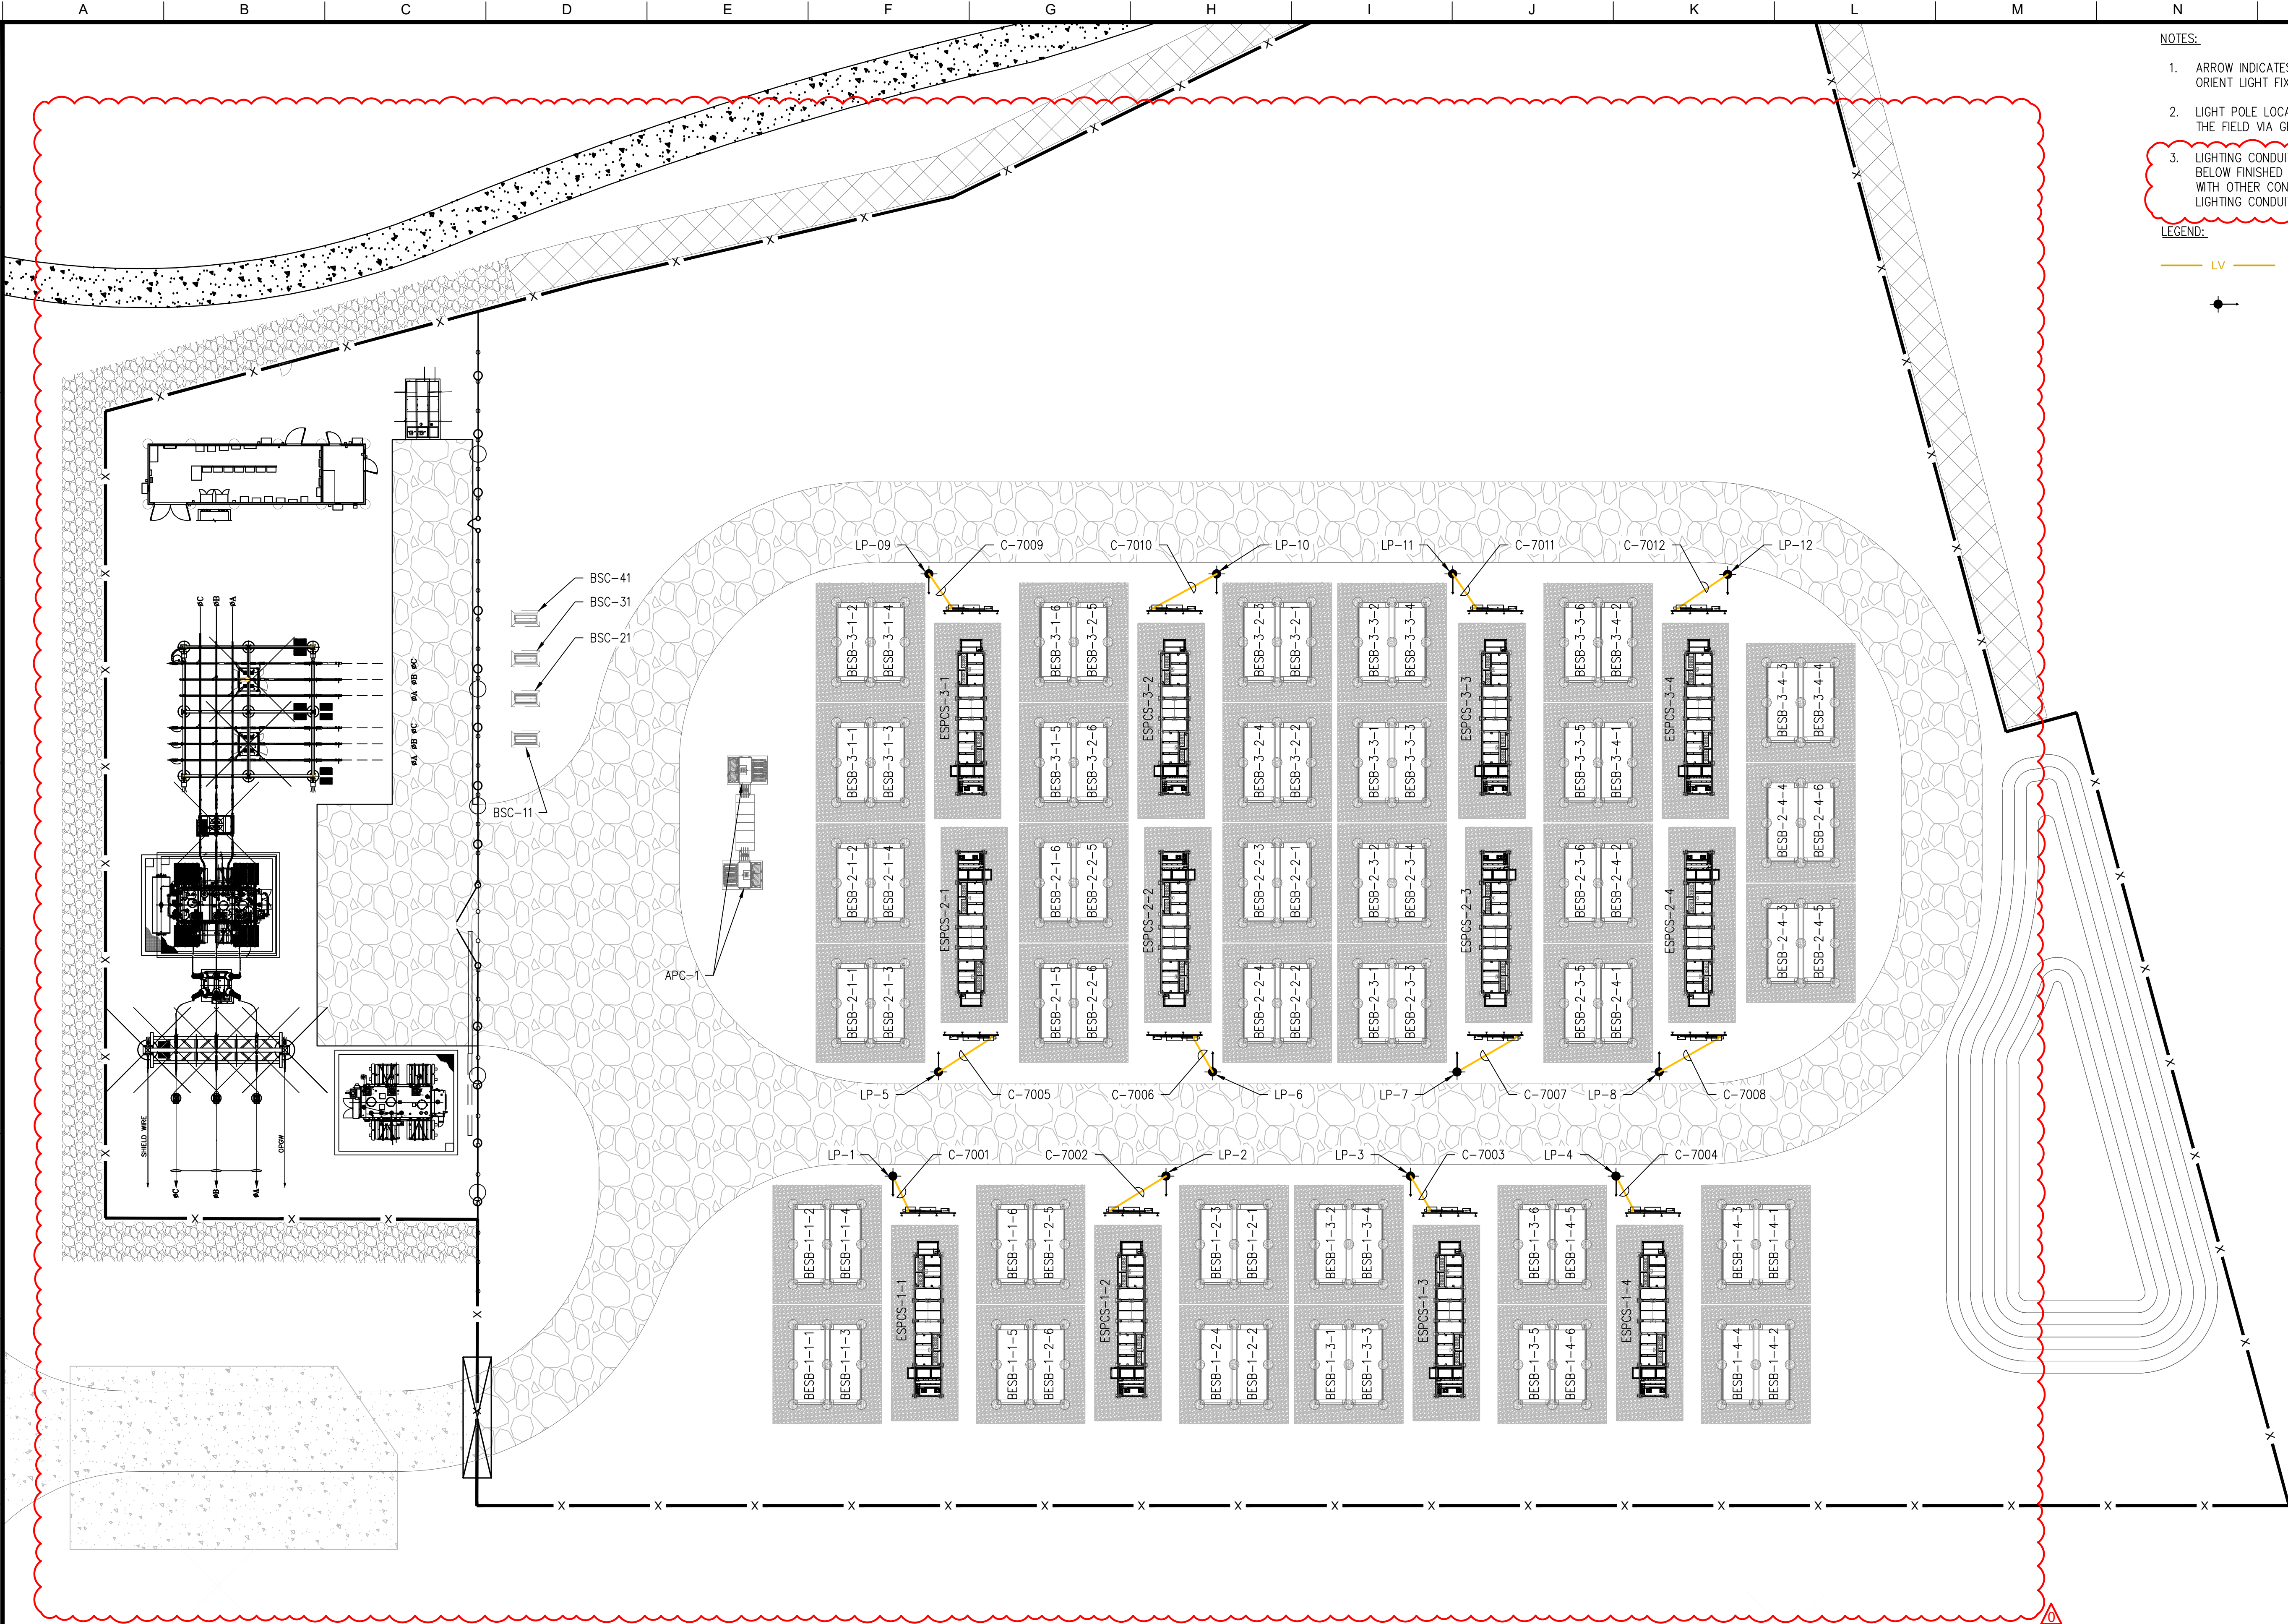 A B C D E F G H I J K L M N
NOTES:
1. ARROW INDICATES
ORIENT LIGHT FIX
2. LIGHT POLE LOCA
THE FIELD VIA G
3. LIGHTING CONDUI
BELOW FINISHED
WITH OTHER CON
LIGHTING CONDUI
LEGEND:
LV
LP-09 C-7009 C-7010 LP-10 LP-11 C-7011 C-7012 LP-12
BSC-41
BSC-31
BSC-21
BSC-11
APC-1
øC øB øA
øA øB øC
øA øB øC
BESB-3-1-2 BESB-3-1-4 BESB-3-1-6 BESB-3-2-5 BESB-3-2-3 BESB-3-2-1 BESB-3-3-2 BESB-3-3-4 BESB-3-3-6 BESB-3-4-2
ESPCS-3-1 ESPCS-3-2 ESPCS-3-3 ESPCS-3-4
BESB-3-4-3 BESB-3-4-4
BESB-3-1-1 BESB-3-1-3 BESB-3-1-5 BESB-3-2-6 BESB-3-2-4 BESB-3-2-2 BESB-3-3-1 BESB-3-3-3 BESB-3-3-5 BESB-3-4-1
BESB-2-4-4 BESB-2-4-6
BESB-2-1-2 BESB-2-1-4 BESB-2-1-6 BESB-2-2-5 BESB-2-2-3 BESB-2-2-1 BESB-2-3-2 BESB-2-3-4 BESB-2-3-6 BESB-2-4-2
ESPCS-2-1 ESPCS-2-2 ESPCS-2-3 ESPCS-2-4
BESB-2-4-3 BESB-2-4-5
BESB-2-1-1 BESB-2-1-3 BESB-2-1-5 BESB-2-2-6 BESB-2-2-4 BESB-2-2-2 BESB-2-3-1 BESB-2-3-3 BESB-2-3-5 BESB-2-4-1
LP-5 C-7005 C-7006 LP-6 LP-7 C-7007 LP-8 C-7008
SHIELD WIRE
OPGW
øC øB øA
LP-1 C-7001 C-7002 LP-2 LP-3 C-7003 LP-4 C-7004
BESB-1-1-2 BESB-1-1-4 BESB-1-1-6 BESB-1-2-5 BESB-1-2-3 BESB-1-2-1 BESB-1-3-2 BESB-1-3-4 BESB-1-3-6 BESB-1-4-5 BESB-1-4-3 BESB-1-4-1
ESPCS-1-1 ESPCS-1-2 ESPCS-1-3 ESPCS-1-4
BESB-1-1-1 BESB-1-1-3 BESB-1-1-5 BESB-1-2-6 BESB-1-2-4 BESB-1-2-2 BESB-1-3-1 BESB-1-3-3 BESB-1-3-5 BESB-1-4-6 BESB-1-4-4 BESB-1-4-2
0